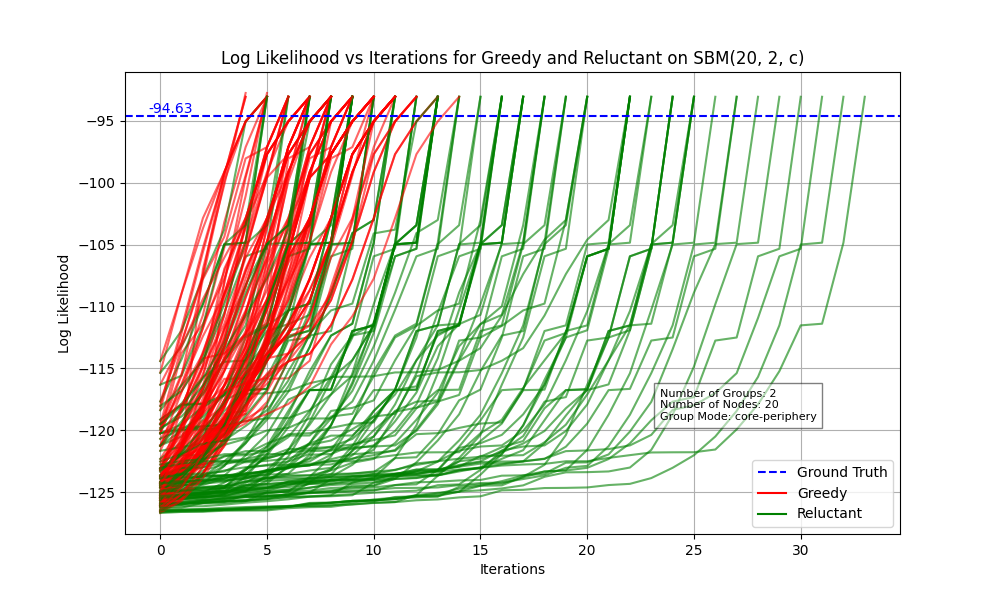 Log Likelihood vs Iterations for Greedy and Reluctant on SBM(20, 2, c)
-94.63
−95
−100
−105
−110
−115
−120
−125
Log Likelihood
Number of Groups: 2
Number of Nodes: 20
Group Mode: core-periphery
Ground Truth
Greedy
Reluctant
0 5 10 15 20 25 30
Iterations